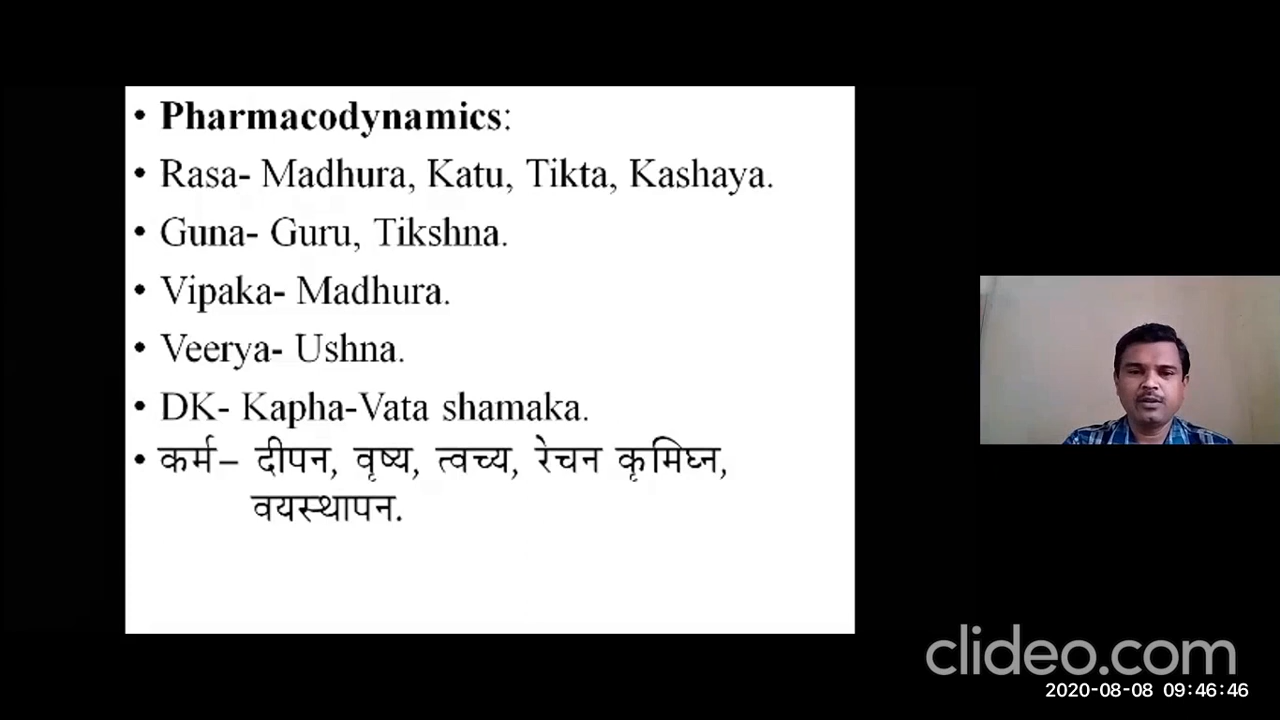 • Pharmacodynamics:
• Rasa- Madhura, Katu, Tikta, Kashaya.
• Guna- Guru, Tikshna.
• Vipaka- Madhura.
• Veerya- Ushna.
• DK- Kapha-Vata shamaka.
• कर्म– दीपन, वृष्य, त्वच्य, रेचन कृमिघ्न,
वयस्थापन.
clideo.com
2020-08-08 09:46:46